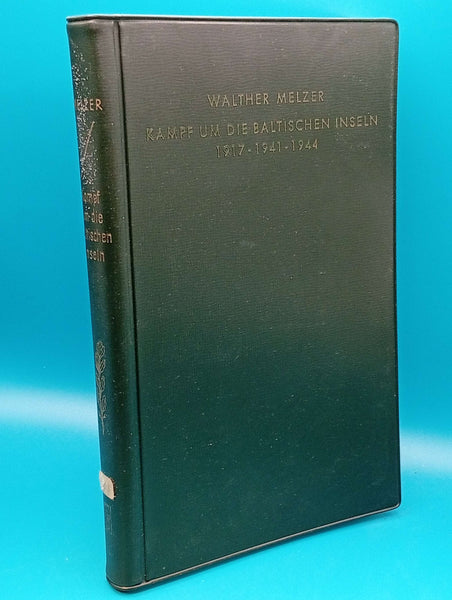 WALTHER MELZER
KAMPF UM DIE BALTISCHEN INSELN
1917-1941-1944